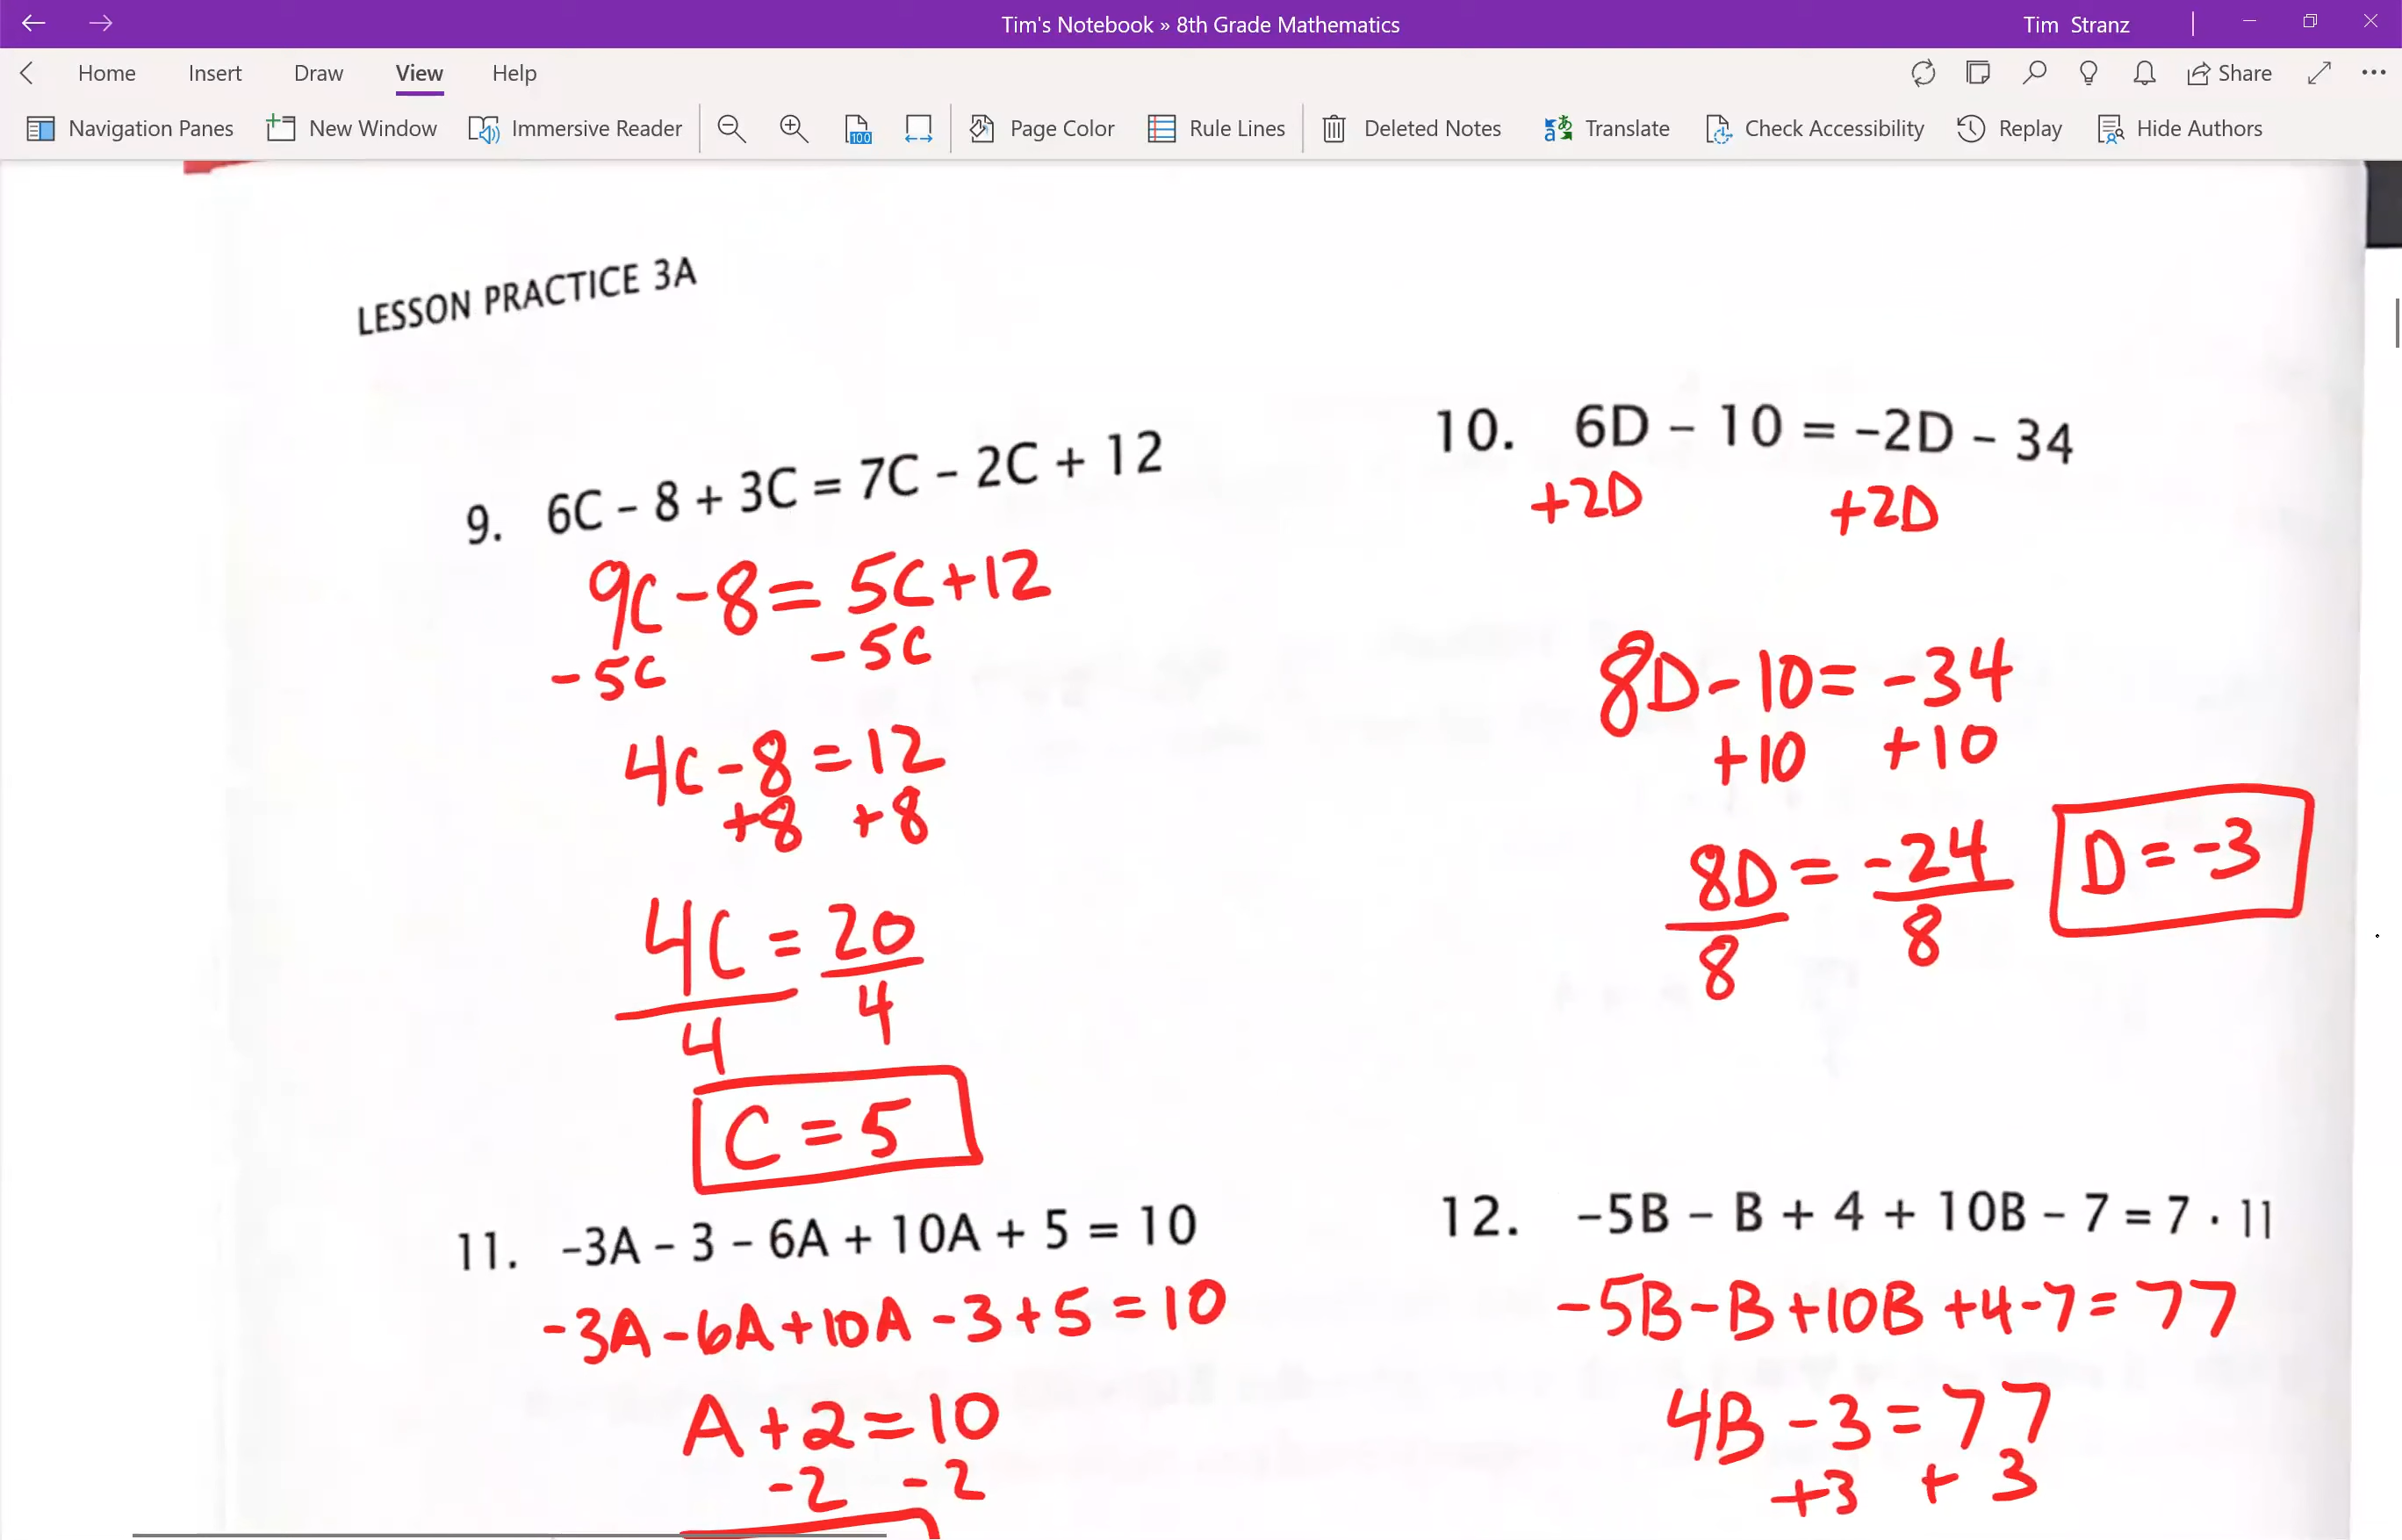 Tim's Notebook » 8th Grade Mathematics
Tim Stranz
Home Insert Draw View Help
Share
Navigation Panes New Window Immersive Reader 100 Page Color Rule Lines Deleted Notes Translate Check Accessibility Replay Hide Authors
LESSON PRACTICE 3A
9. 6C – 8 + 3C = 7C – 2C + 12
9C - 8 = 5C + 12
- 5C - 5C
4C - 8 = 12
+8 +8
4C = 20
4 4
C = 5
10. 6D – 10 = –2D – 34
+2D +2D
8D - 10 = -34
+10 +10
8D = -24
8 8
D = -3
11. –3A – 3 – 6A + 10A + 5 = 10
-3A - 6A + 10A - 3 + 5 = 10
A + 2 = 10
-2 -2
12. –5B – B + 4 + 10B – 7 = 7 · 11
-5B - B + 10B + 4 - 7 = 77
4B - 3 = 77
+3 + 3